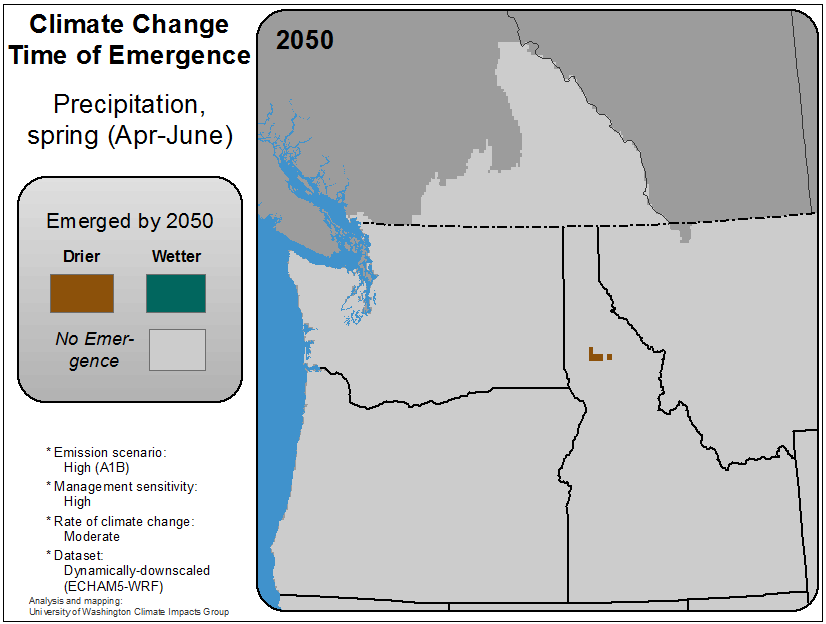 Climate Change
Time of Emergence
Precipitation,
spring (Apr-June)
Emerged by 2050
Drier
Wetter
No Emer-
gence
* Emission scenario:
High (A1B)
* Management sensitivity:
High
* Rate of climate change:
Moderate
* Dataset:
Dynamically-downscaled
(ECHAM5-WRF)
Analysis and mapping:
University of Washington Climate Impacts Group
2050